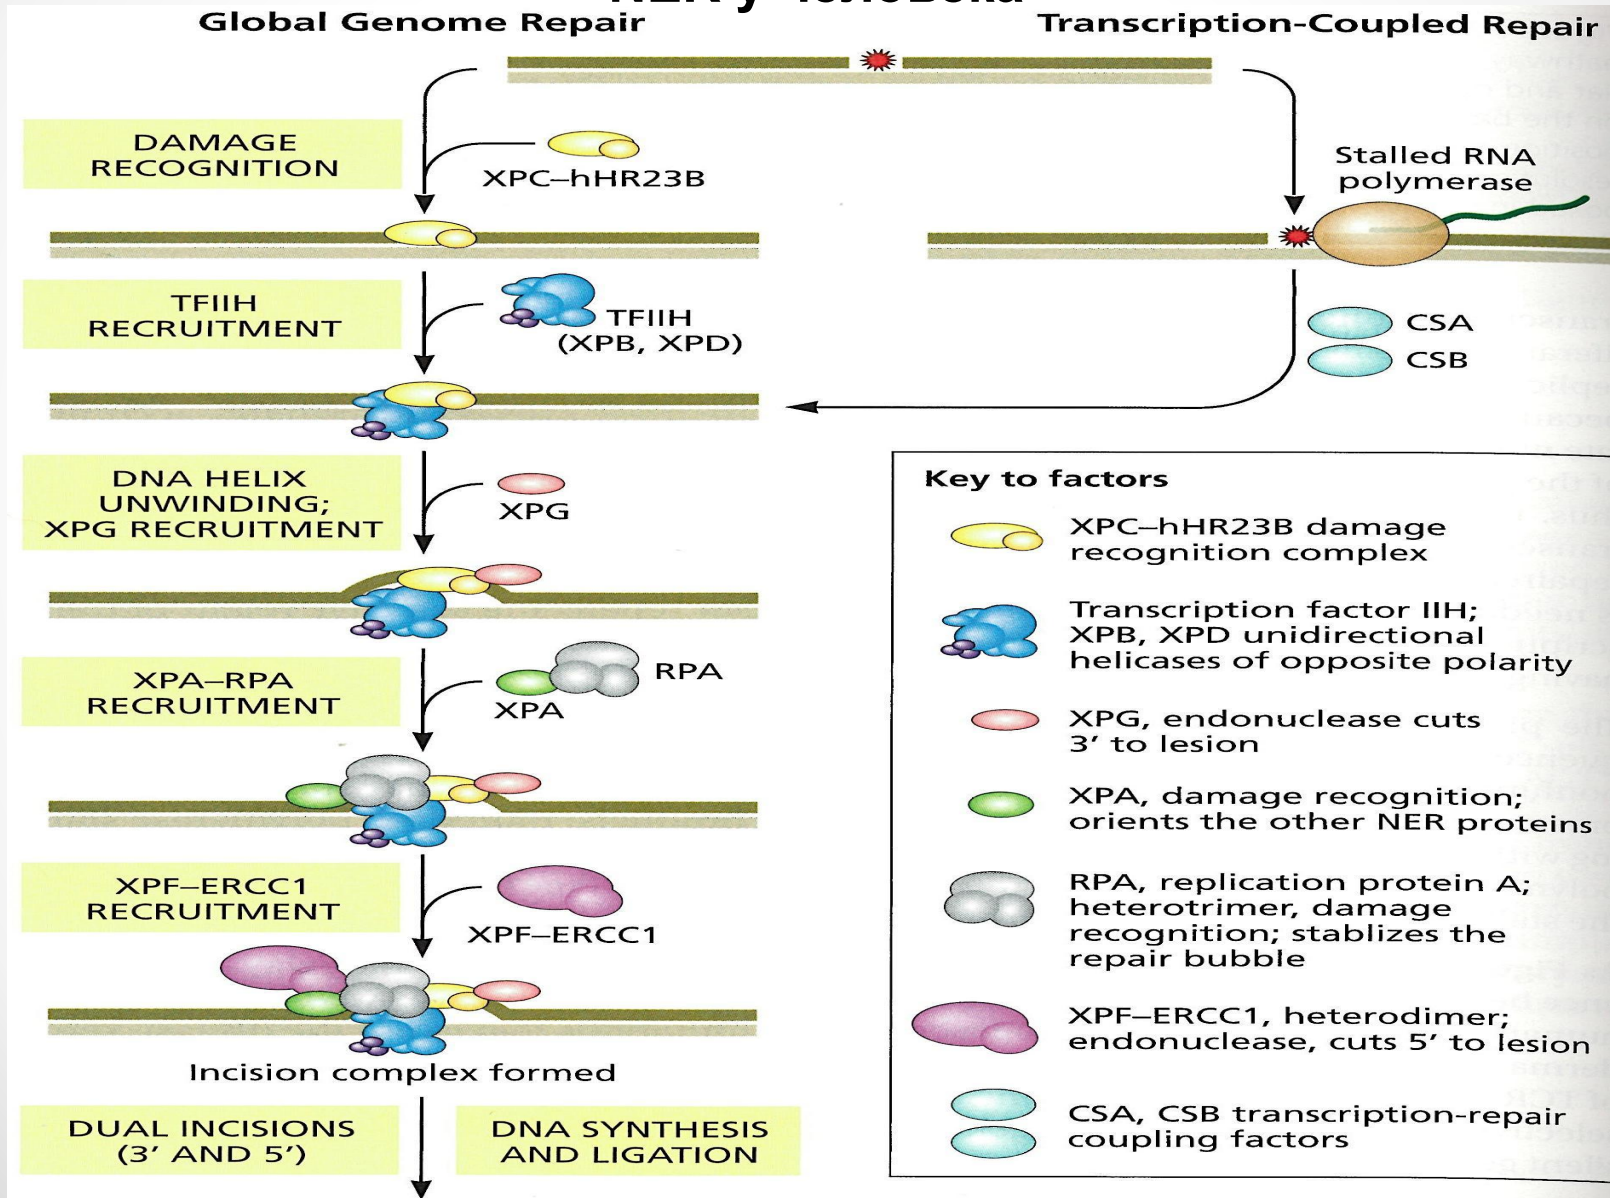 NER у человека
Global Genome Repair
Transcription-Coupled Repair
DAMAGE
RECOGNITION
XPC–hHR23B
Stalled RNA
polymerase
TFIIH
RECRUITMENT
TFIIH
(XPB, XPD)
CSA
CSB
DNA HELIX
UNWINDING;
XPG RECRUITMENT
XPG
XPA–RPA
RECRUITMENT
RPA
XPA
XPF–ERCC1
RECRUITMENT
XPF–ERCC1
Incision complex formed
DUAL INCISIONS
(3′ AND 5′)
DNA SYNTHESIS
AND LIGATION
Key to factors
XPC–hHR23B damage
recognition complex
Transcription factor IIH;
XPB, XPD unidirectional
helicases of opposite polarity
XPG, endonuclease cuts
3′ to lesion
XPA, damage recognition;
orients the other NER proteins
RPA, replication protein A;
heterotrimer, damage
recognition; stablizes the
repair bubble
XPF–ERCC1, heterodimer;
endonuclease, cuts 5′ to lesion
CSA, CSB transcription-repair
coupling factors